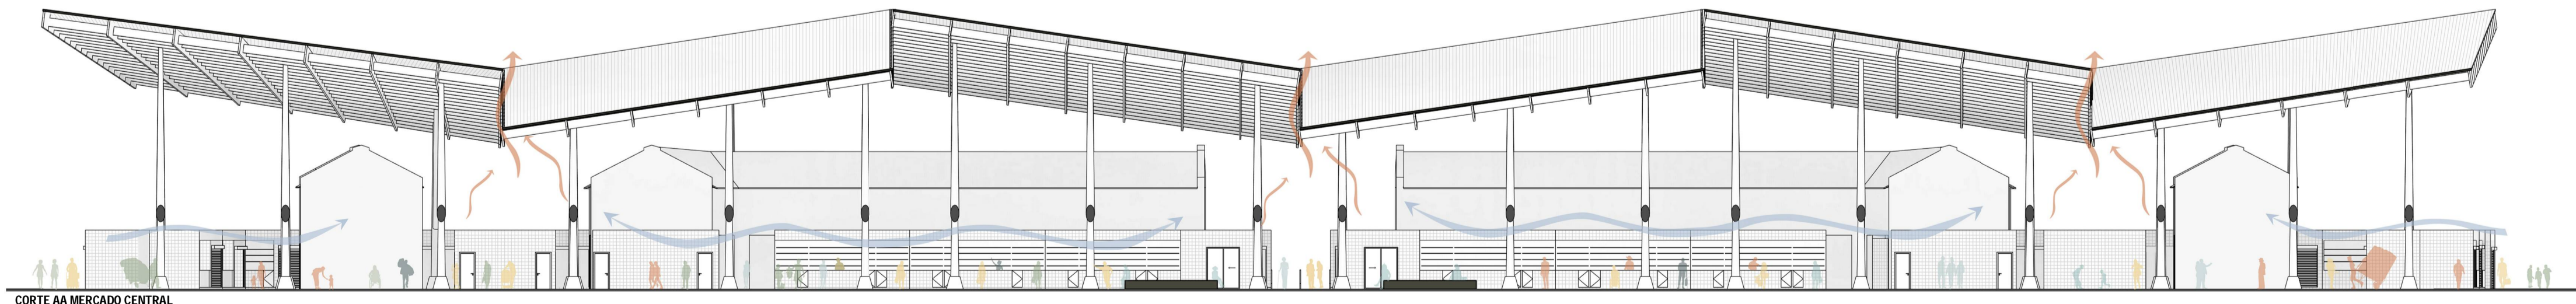 CORTE AA MERCADO CENTRAL